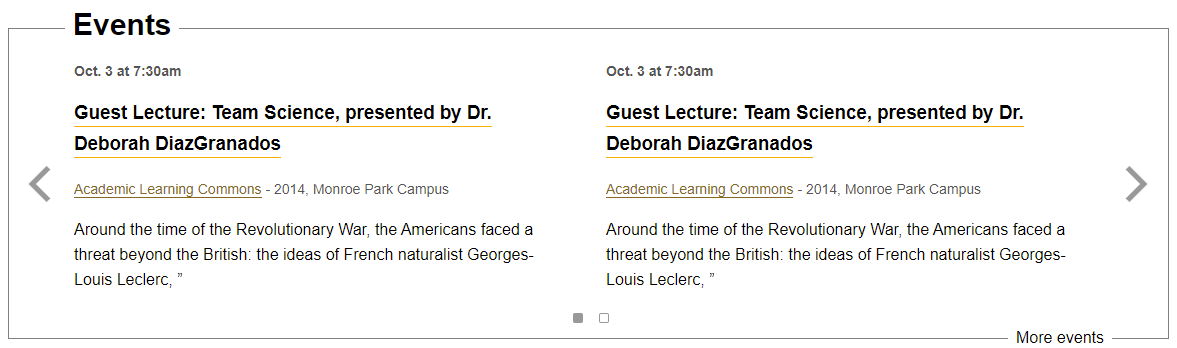 Events
Oct. 3 at 7:30am
Guest Lecture: Team Science, presented by Dr.
Deborah DiazGranados
Academic Learning Commons - 2014, Monroe Park Campus
Around the time of the Revolutionary War, the Americans faced a
threat beyond the British: the ideas of French naturalist Georges-
Louis Leclerc, ”
Oct. 3 at 7:30am
Guest Lecture: Team Science, presented by Dr.
Deborah DiazGranados
Academic Learning Commons - 2014, Monroe Park Campus
Around the time of the Revolutionary War, the Americans faced a
threat beyond the British: the ideas of French naturalist Georges-
Louis Leclerc, ”
More events